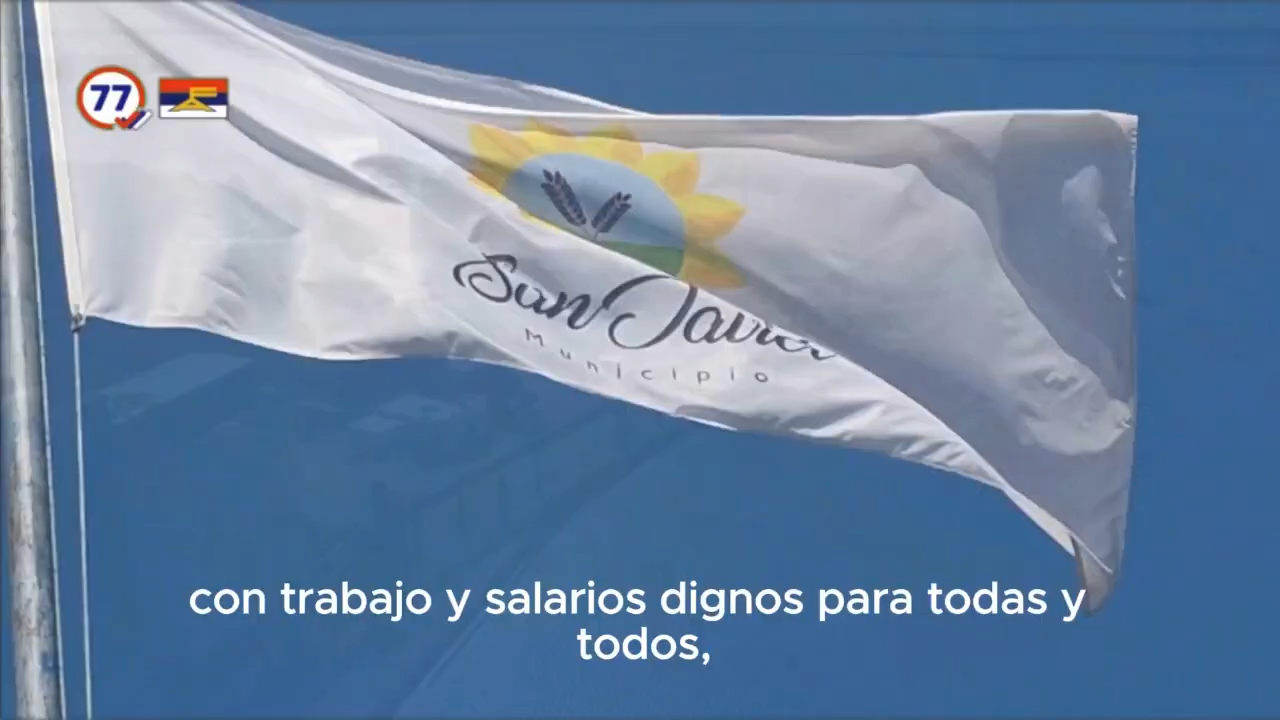 77
San Javier
Municipio
con trabajo y salarios dignos para todas y
todos,